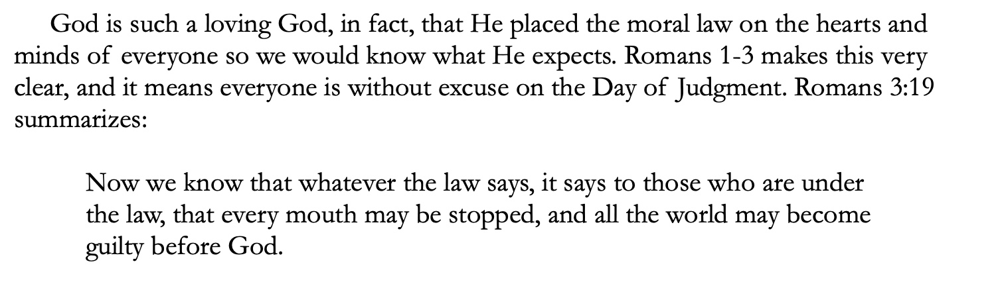 God is such a loving God, in fact, that He placed the moral law on the hearts and
minds of everyone so we would know what He expects. Romans 1-3 makes this very
clear, and it means everyone is without excuse on the Day of Judgment. Romans 3:19
summarizes:
Now we know that whatever the law says, it says to those who are under
the law, that every mouth may be stopped, and all the world may become
guilty before God.